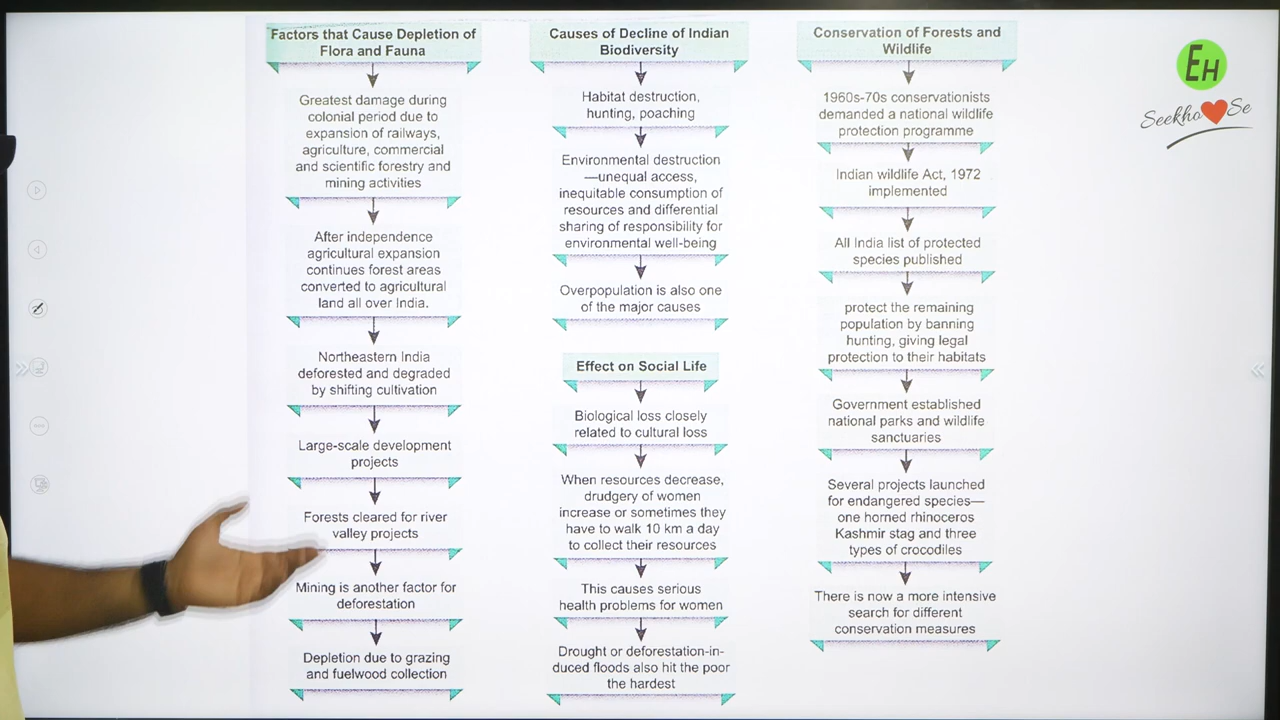 Factors that Cause Depletion of
Flora and Fauna
Greatest damage during
colonial period due to
expansion of railways,
agriculture, commercial
and scientific forestry and
mining activities
After independence
agricultural expansion
continues forest areas
converted to agricultural
land all over India.
Northeastern India
deforested and degraded
by shifting cultivation
Large-scale development
projects
Forests cleared for river
valley projects
Mining is another factor for
deforestation
Depletion due to grazing
and fuelwood collection
Causes of Decline of Indian
Biodiversity
Habitat destruction,
hunting, poaching
Environmental destruction
—unequal access,
inequitable consumption of
resources and differential
sharing of responsibility for
environmental well-being
Overpopulation is also one
of the major causes
Effect on Social Life
Biological loss closely
related to cultural loss
When resources decrease,
drudgery of women
increase or sometimes they
have to walk 10 km a day
to collect their resources
This causes serious
health problems for women
Drought or deforestation-in-
duced floods also hit the poor
the hardest
Conservation of Forests and
Wildlife
1960s-70s conservationists
demanded a national wildlife
protection programme
Indian wildlife Act, 1972
implemented
All India list of protected
species published
protect the remaining
population by banning
hunting, giving legal
protection to their habitats
Government established
national parks and wildlife
sanctuaries
Several projects launched
for endangered species—
one horned rhinoceros
Kashmir stag and three
types of crocodiles
There is now a more intensive
search for different
conservation measures
EH
Seekho Se